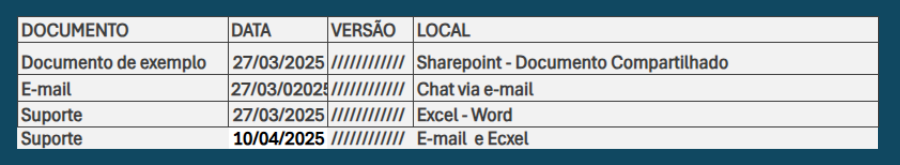 DOCUMENTO DATA VERSÃO LOCAL
Documento de exemplo 27/03/2025 //////////// Sharepoint - Documento Compartilhado
E-mail 27/03/02025 //////////// Chat via e-mail
Suporte 27/03/2025 //////////// Excel - Word
Suporte 10/04/2025 //////////// E-mail e Ecxel